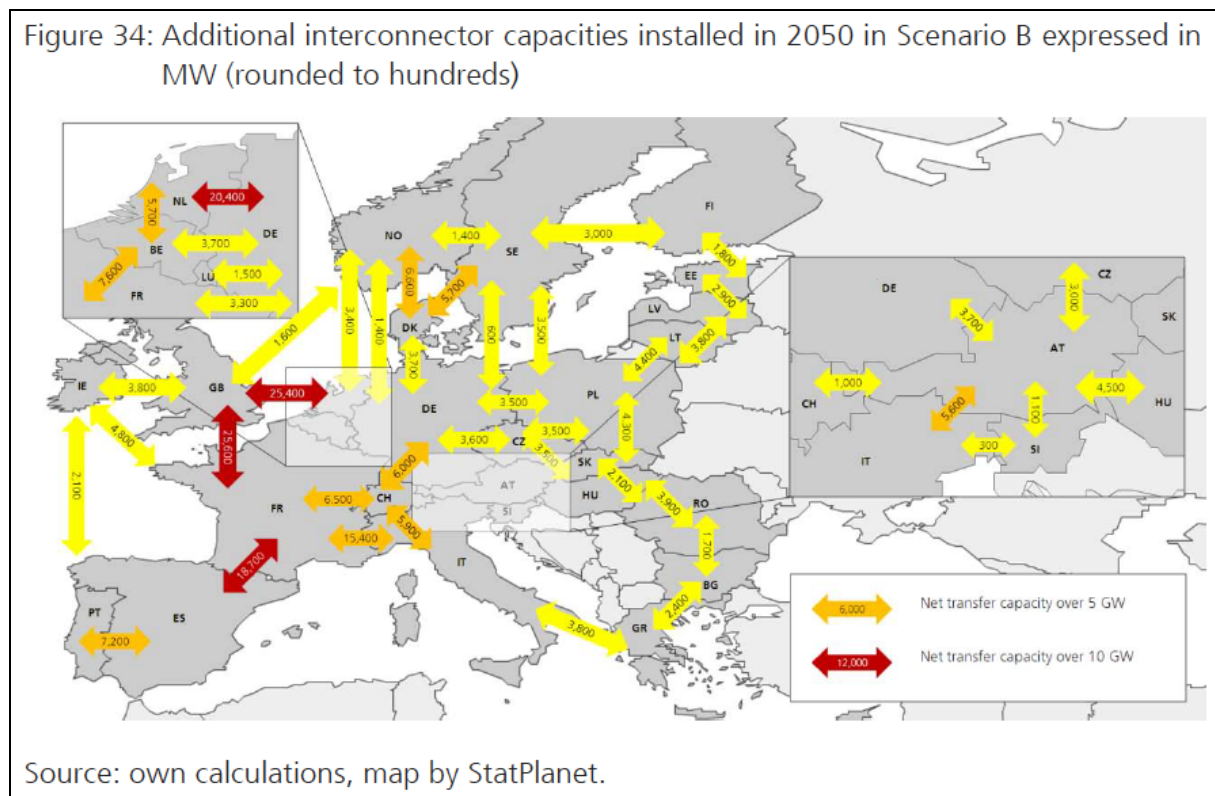 Figure 34: Additional interconnector capacities installed in 2050 in Scenario B expressed in
MW (rounded to hundreds)
NL
20,400
5,700
DE
BE
3,700
LU
1,500
7,600
FR
3,300
NO
1,400
SE
3,000
FI
1,800
6,600
5,700
EE
2,900
LV
LT
3,800
4,400
1,600
3,400
1,400
DK
3,700
600
3,500
IE
3,800
GB
25,400
DE
3,500
PL
4,800
25,600
3,600
CZ
3,500
4,300
2,100
6,000
3,500
SK
2,100
AT
HU
3,900
RO
FR
6,500
CH
SI
5,900
15,400
1,700
18,700
IT
BG
PT
ES
2,400
7,200
3,800
GR
CZ
DE
3,000
3,700
SK
AT
1,000
4,500
CH
5,600
1,100
HU
300
IT
SI
6,000
Net transfer capacity over 5 GW
12,000
Net transfer capacity over 10 GW
Source: own calculations, map by StatPlanet.